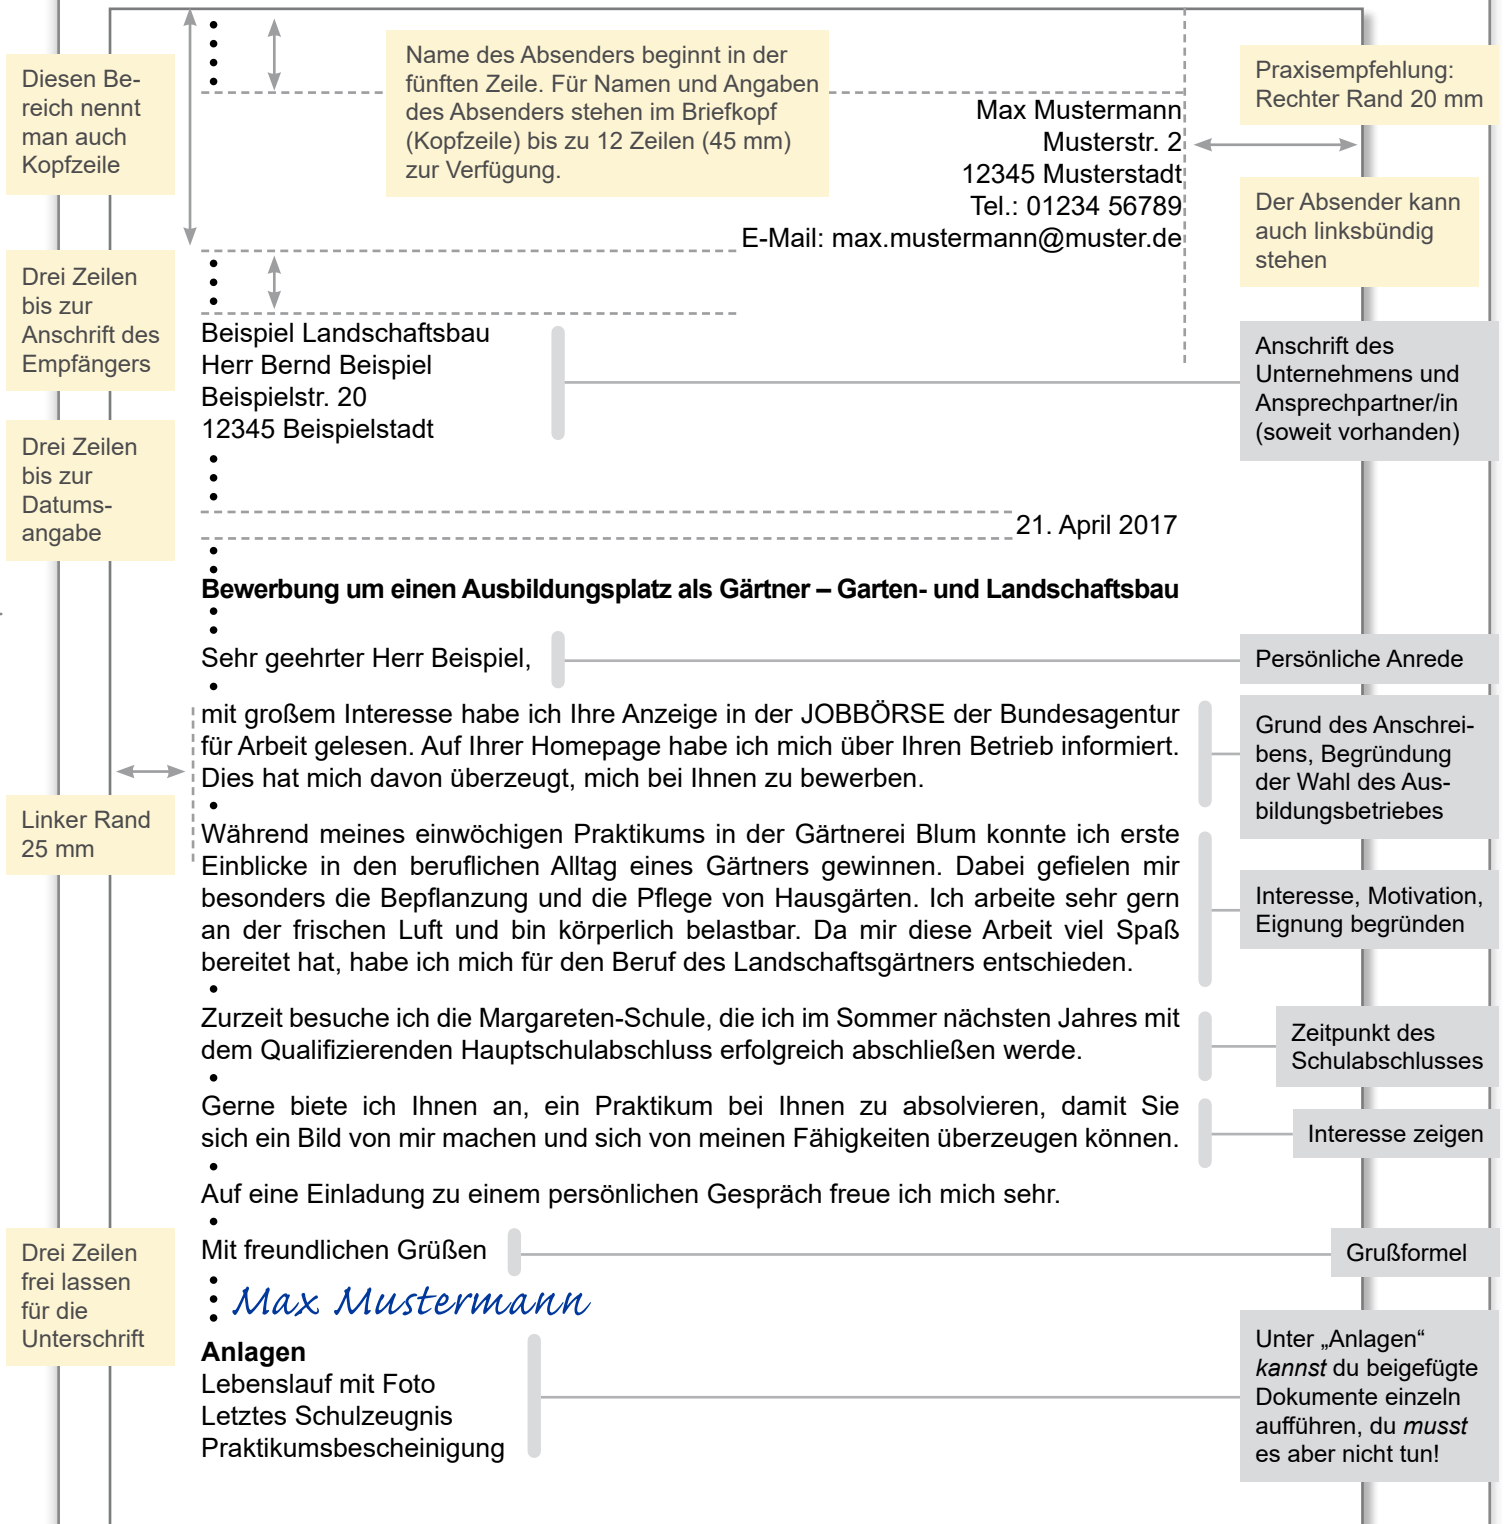 Diesen Be-
reich nennt
man auch
Kopfzeile
Name des Absenders beginnt in der
fünften Zeile. Für Namen und Angaben
des Absenders stehen im Briefkopf
(Kopfzeile) bis zu 12 Zeilen (45 mm)
zur Verfügung.
Max Mustermann
Musterstr. 2
12345 Musterstadt
Tel.: 01234 56789
E-Mail: max.mustermann@muster.de
Praxisempfehlung:
Rechter Rand 20 mm
Der Absender kann
auch linksbündig
stehen
Drei Zeilen
bis zur
Anschrift des
Empfängers
Beispiel Landschaftsbau
Herr Bernd Beispiel
Beispielstr. 20
12345 Beispielstadt
Anschrift des
Unternehmens und
Ansprechpartner/in
(soweit vorhanden)
Drei Zeilen
bis zur
Datums-
angabe
21. April 2017
Bewerbung um einen Ausbildungsplatz als Gärtner – Garten- und Landschaftsbau
Sehr geehrter Herr Beispiel,
Persönliche Anrede
mit großem Interesse habe ich Ihre Anzeige in der JOBBÖRSE der Bundesagentur
für Arbeit gelesen. Auf Ihrer Homepage habe ich mich über Ihren Betrieb informiert.
Dies hat mich davon überzeugt, mich bei Ihnen zu bewerben.
Grund des Anschrei-
bens, Begründung
der Wahl des Aus-
bildungsbetriebes
Linker Rand
25 mm
Während meines einwöchigen Praktikums in der Gärtnerei Blum konnte ich erste
Einblicke in den beruflichen Alltag eines Gärtners gewinnen. Dabei gefielen mir
besonders die Bepflanzung und die Pflege von Hausgärten. Ich arbeite sehr gern
an der frischen Luft und bin körperlich belastbar. Da mir diese Arbeit viel Spaß
bereitet hat, habe ich mich für den Beruf des Landschaftsgärtners entschieden.
Interesse, Motivation,
Eignung begründen
Zurzeit besuche ich die Margareten-Schule, die ich im Sommer nächsten Jahres mit
dem Qualifizierenden Hauptschulabschluss erfolgreich abschließen werde.
Zeitpunkt des
Schulabschlusses
Gerne biete ich Ihnen an, ein Praktikum bei Ihnen zu absolvieren, damit Sie
sich ein Bild von mir machen und sich von meinen Fähigkeiten überzeugen können.
Interesse zeigen
Auf eine Einladung zu einem persönlichen Gespräch freue ich mich sehr.
Mit freundlichen Grüßen
Grußformel
Drei Zeilen
frei lassen
für die
Unterschrift
Max Mustermann
Anlagen
Lebenslauf mit Foto
Letztes Schulzeugnis
Praktikumsbescheinigung
Unter „Anlagen“
kannst du beigefügte
Dokumente einzeln
aufführen, du musst
es aber nicht tun!